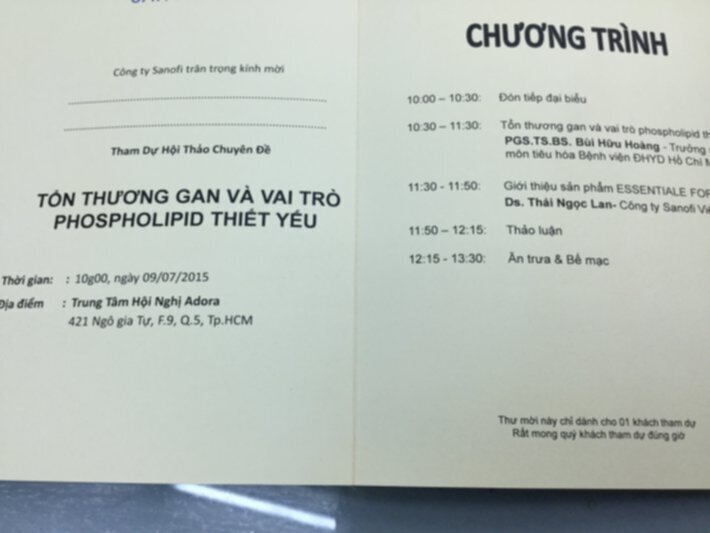 Công ty Sanofi trân trọng kính mời
Tham Dự Hội Thảo Chuyên Đề
TỔN THƯƠNG GAN VÀ VAI TRÒ
PHOSPHOLIPID THIẾT YẾU
Thời gian: : 10g00, ngày 09/07/2015
Địa điểm : Trung Tâm Hội Nghị Adora
421 Ngô gia Tự, F.9, Q.5, Tp.HCM
CHƯƠNG TRÌNH
10:00 – 10:30: Đón tiếp đại biểu
10:30 – 11:30: Tổn thương gan và vai trò phospholipid
PGS.TS.BS. Bùi Hữu Hoàng - Trưởng
môn tiêu hóa Bệnh viện ĐHYD Hồ Chí
11:30 - 11:50: Giới thiệu sản phẩm ESSENTIALE
Ds. Thái Ngọc Lan- Công ty Sanofi
11:50 – 12:15: Thảo luận
12:15 - 13:30: Ăn trưa & Bế mạc
Thư mời này chỉ dành cho 01 khách tham dự
Rất mong quý khách tham dự đúng giờ